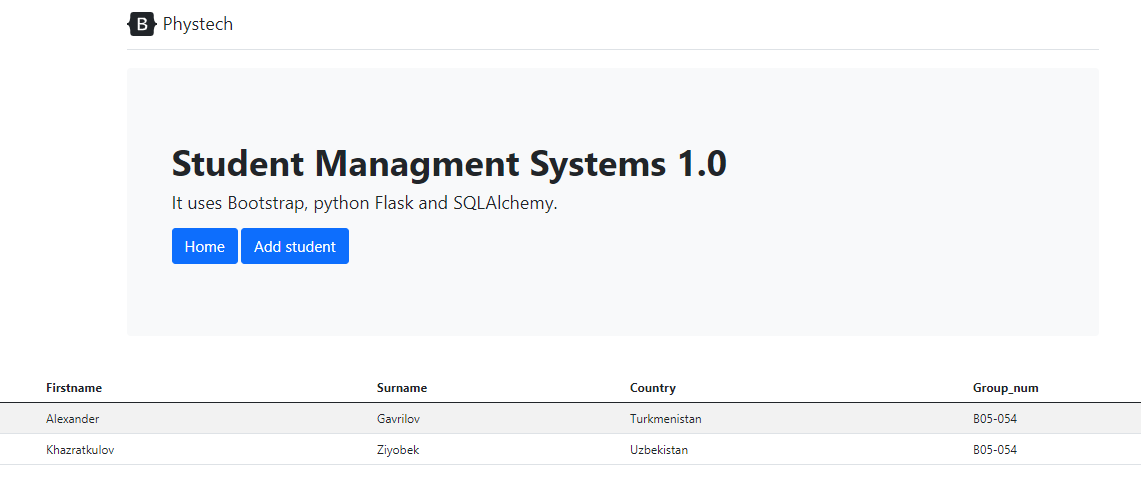 B Phystech
Student Managment Systems 1.0
It uses Bootstrap, python Flask and SQLAlchemy.
Home Add student
Firstname Surname Country Group_num
Alexander Gavrilov Turkmenistan B05-054
Khazratkulov Ziyobek Uzbekistan B05-054